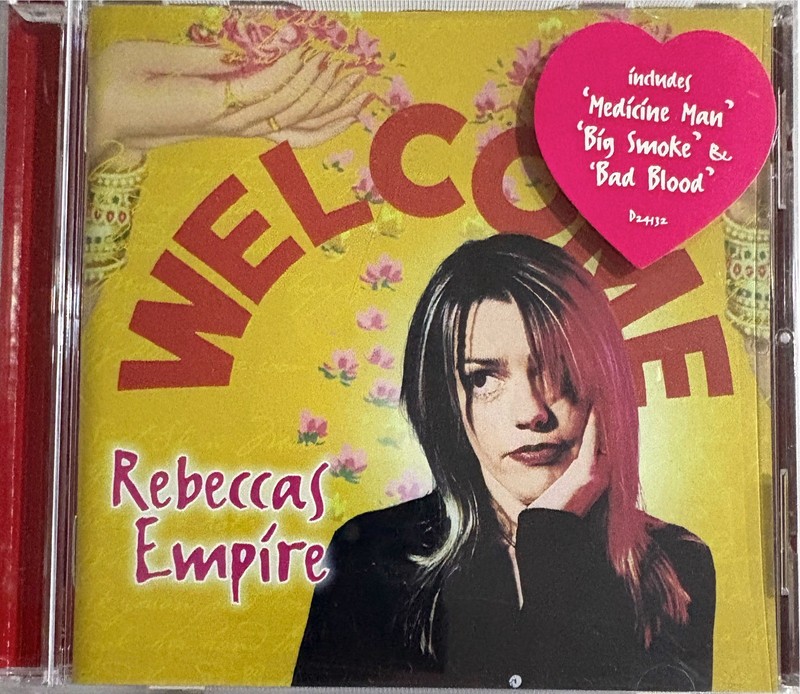 WELCOME
includes
'Medicine Man'
'Big Smoke' &
'Bad Blood'
D24132
Rebeccas
Empire